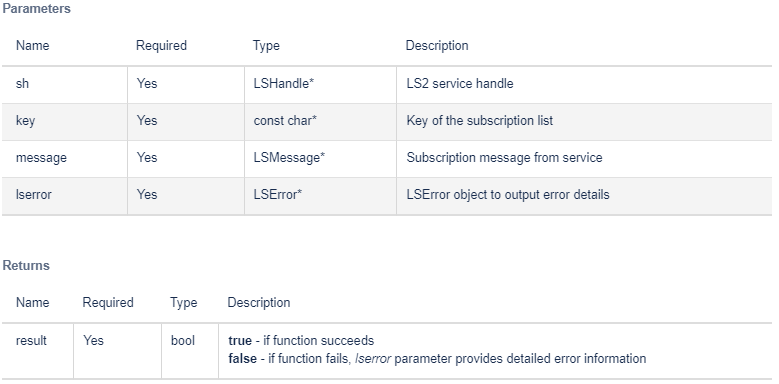 Parameters
Name Required Type Description
sh Yes LSHandle* LS2 service handle
key Yes const char* Key of the subscription list
message Yes LSMessage* Subscription message from service
lserror Yes LSError* LSError object to output error details
Returns
Name Required Type Description
result Yes bool true - if function succeeds
false - if function fails, lserror parameter provides detailed error information